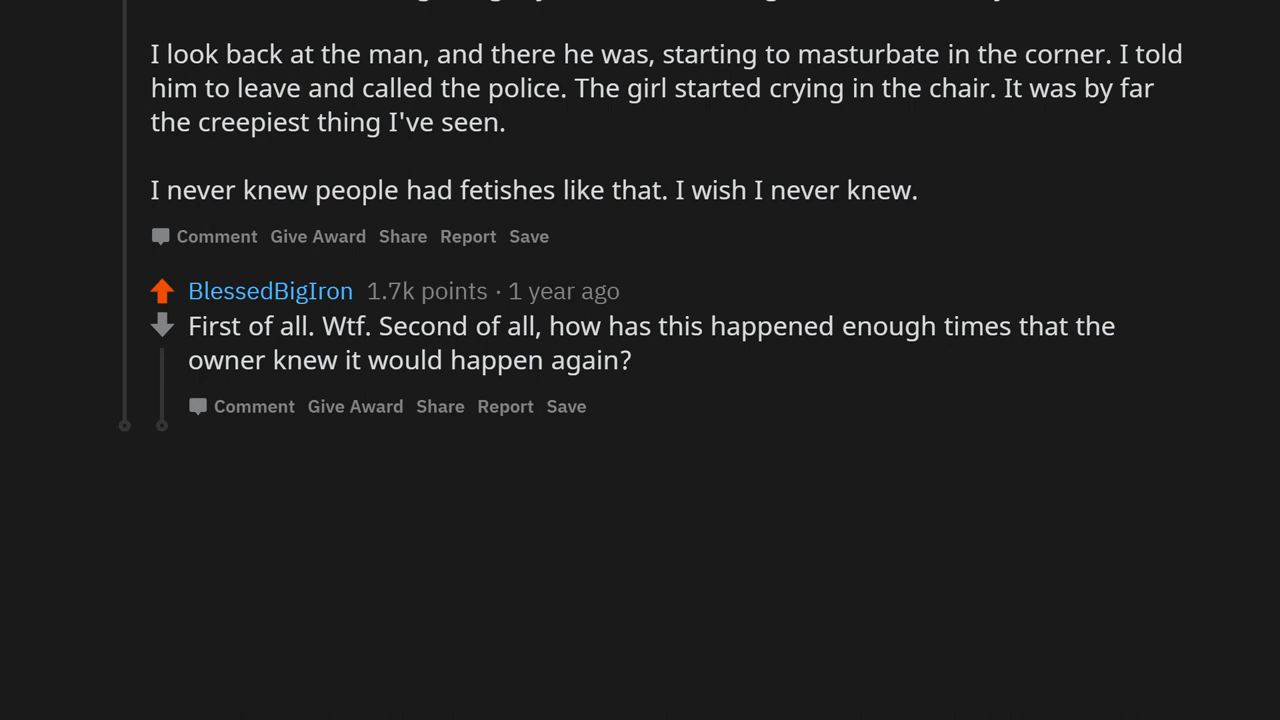 I look back at the man, and there he was, starting to masturbate in the corner. I told
him to leave and called the police. The girl started crying in the chair. It was by far
the creepiest thing I've seen.
I never knew people had fetishes like that. I wish I never knew.
Comment Give Award Share Report Save
BlessedBigIron 1.7k points · 1 year ago
First of all. Wtf. Second of all, how has this happened enough times that the
owner knew it would happen again?
Comment Give Award Share Report Save